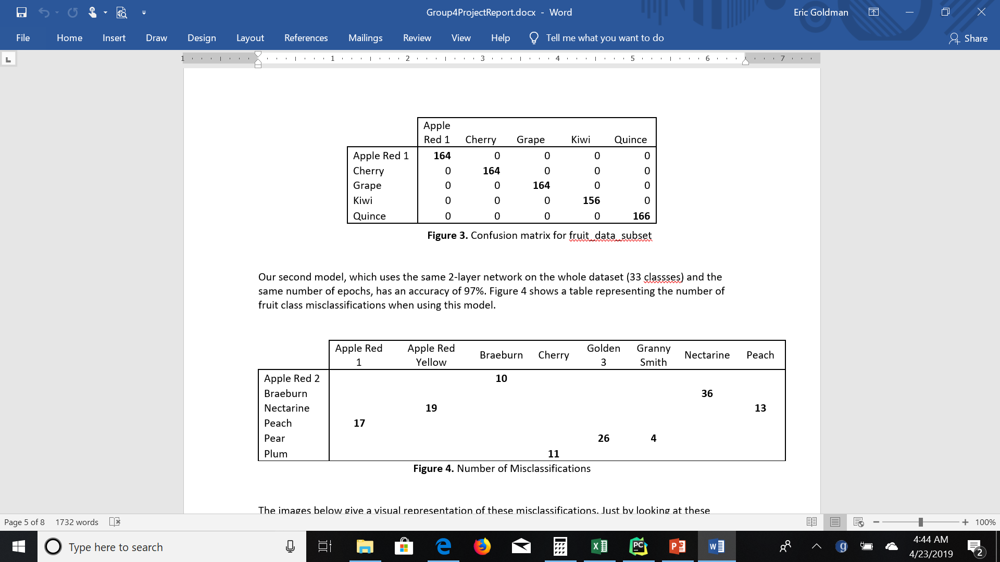 Group4ProjectReport.docx - Word
Eric Goldman
File Home Insert Draw Design Layout References Mailings Review View Help Tell me what you want to do Share
1 1 2 3 4 5 6 7
Apple
Red 1 Cherry Grape Kiwi Quince
Apple Red 1 164 0 0 0 0
Cherry 0 164 0 0 0
Grape 0 0 164 0 0
Kiwi 0 0 0 156 0
Quince 0 0 0 0 166
Figure 3. Confusion matrix for fruit_data_subset
Our second model, which uses the same 2-layer network on the whole dataset (33 classses) and the
same number of epochs, has an accuracy of 97%. Figure 4 shows a table representing the number of
fruit class misclassifications when using this model.
Apple Red 1 Apple Red Yellow Braeburn Cherry Golden 3 Granny Smith Nectarine Peach
Apple Red 2 10
Braeburn 36
Nectarine 19 13
Peach 17
Pear 26 4
Plum 11
Figure 4. Number of Misclassifications
The images below give a visual representation of these misclassifications. Just by looking at these
Page 5 of 8 1732 words 100%
Type here to search
4:44 AM
4/23/2019
2